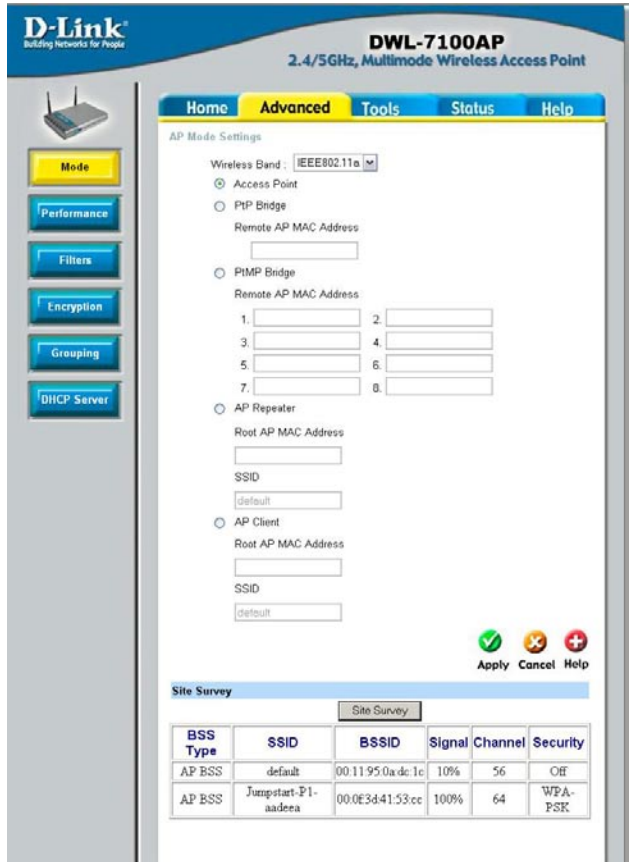 D-Link
Building Networks for People
DWL-7100AP
2.4/5GHz, Multimode Wireless Access Point
Home Advanced Tools Status Help
Mode
Performance
Filters
Encryption
Grouping
DHCP Server
AP Mode Settings
Wireless Band : IEEE802.11a
Access Point
PtP Bridge
Remote AP MAC Address
PtMP Bridge
Remote AP MAC Address
1. 2.
3. 4.
5. 6.
7. 8.
AP Repeater
Root AP MAC Address
SSID
default
AP Client
Root AP MAC Address
SSID
default
Apply Cancel Help
Site Survey
Site Survey
BSS Type SSID BSSID Signal Channel Security
AP BSS default 00:11:95:0a:dc:1c 10% 56 Off
AP BSS Jumpstart-P1-aadeea 00:0f:3d:41:53:cc 100% 64 WPA-PSK